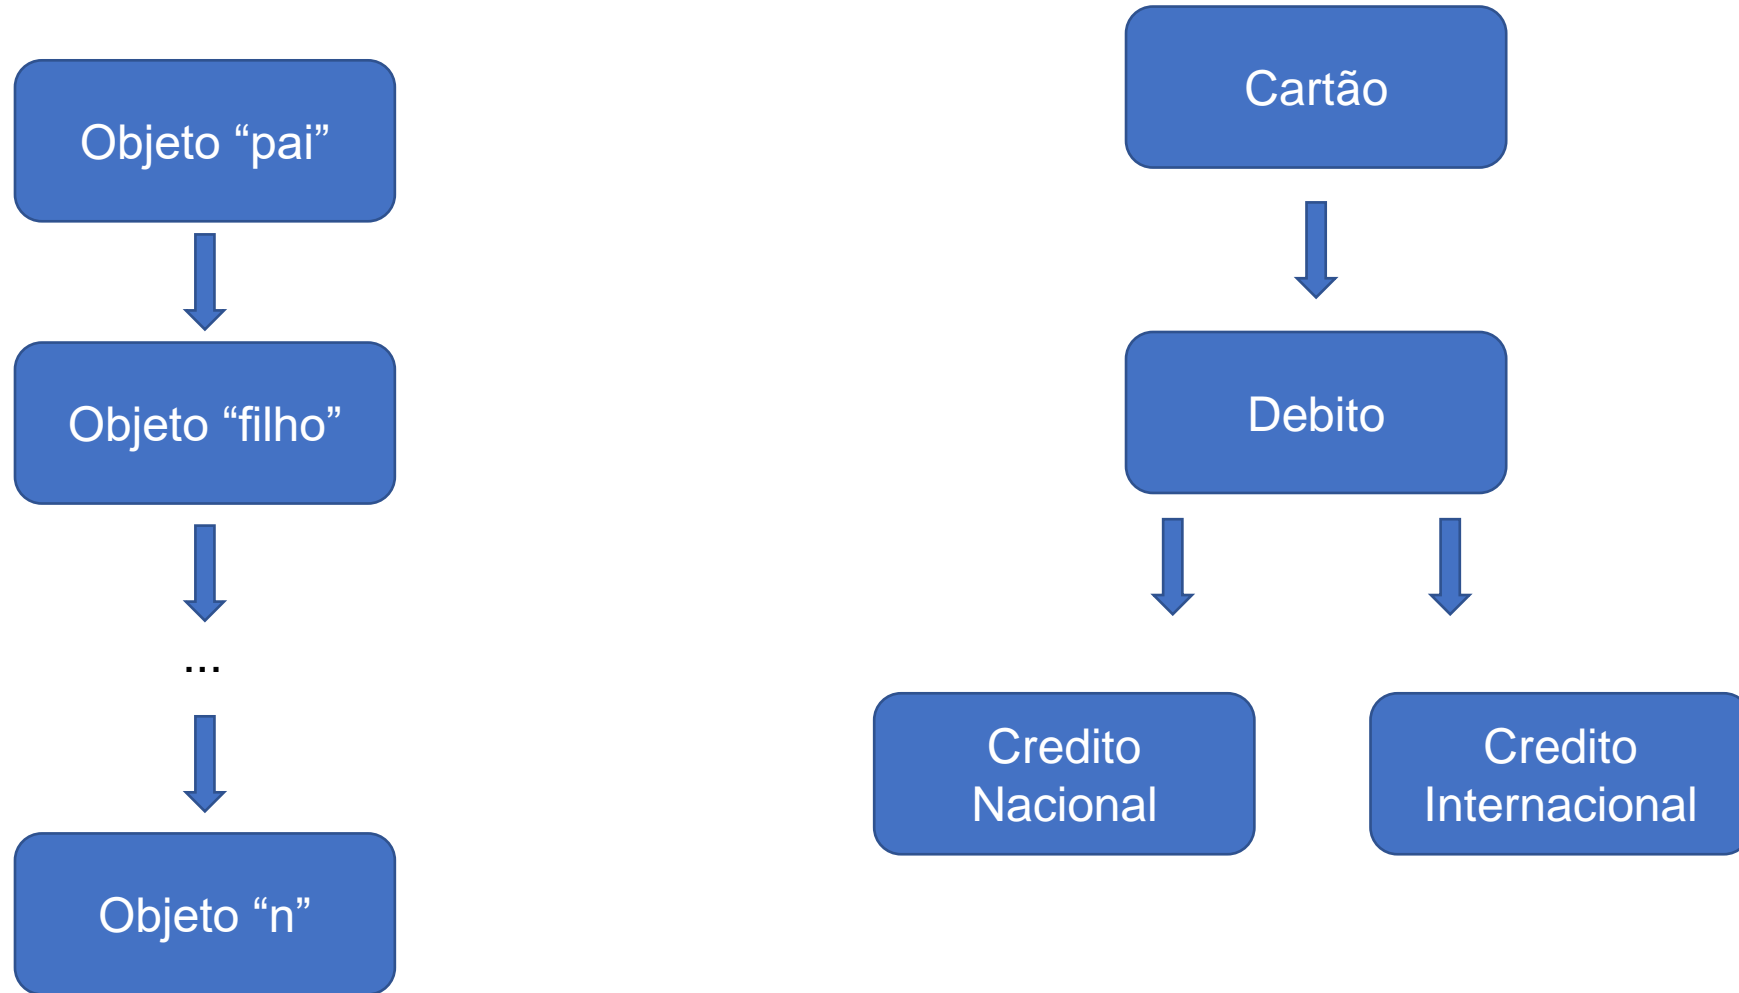 Objeto “pai”
Objeto “filho”
...
Objeto “n”
Cartão
Debito
Credito
Nacional
Credito
Internacional